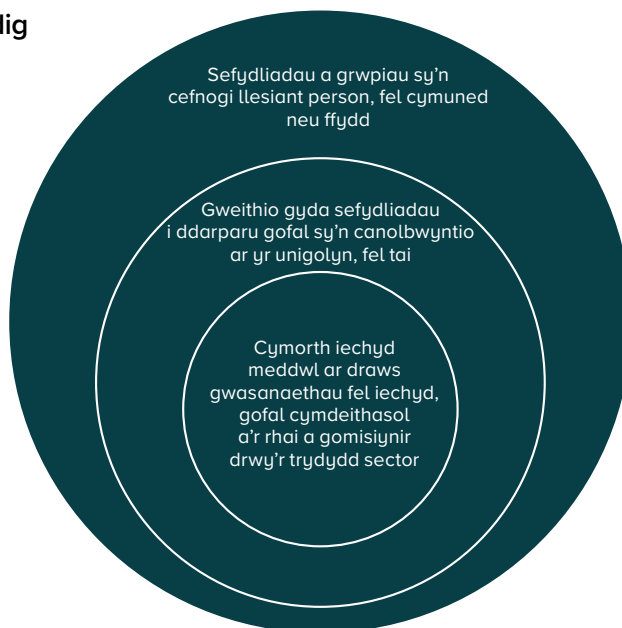 Sefydliadau a grwpiau sy'n
cefnogi llesiant person, fel cymuned
neu ffydd
Gweithio gyda sefydliadau
i ddarparu gofal sy'n canolbwyntio
ar yr unigolyn, fel tai
Cymorth iechyd
meddwl ar draws
gwasanaethau fel iechyd,
gofal cymdeithasol
a'r rhai a gomisiynir
drwy'r trydydd sector